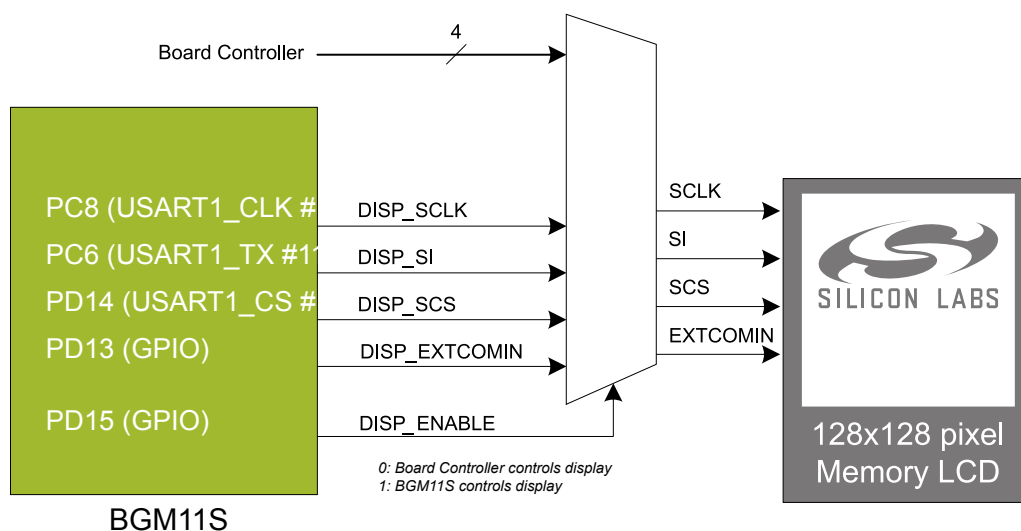 4
Board Controller
PC8 (USART1_CLK #
PC6 (USART1_TX #11
PD14 (USART1_CS #
PD13 (GPIO)
PD15 (GPIO)
BGM11S
DISP_SCLK
DISP_SI
DISP_SCS
DISP_EXTCOMIN
DISP_ENABLE
0: Board Controller controls display
1: BGM11S controls display
SCLK
SI
SCS
EXTCOMIN
SILICON LABS
128x128 pixel
Memory LCD